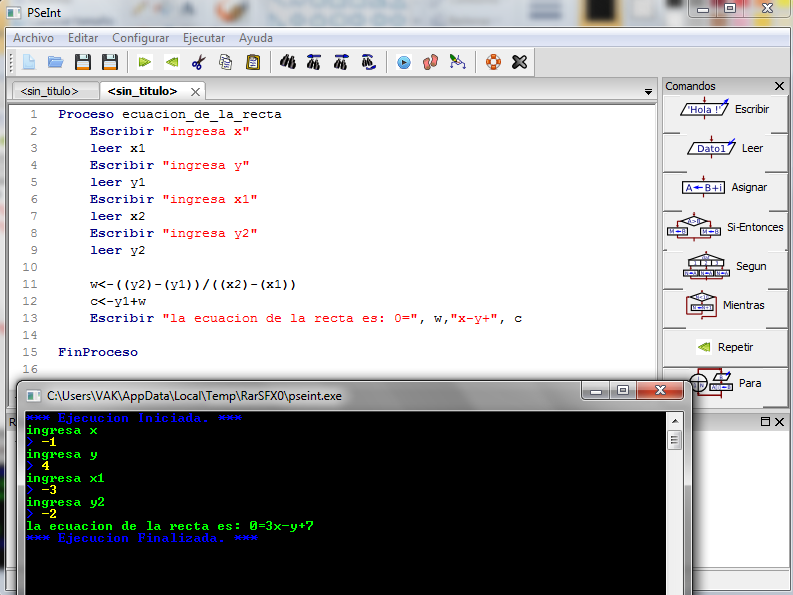 PSeInt
Archivo Editar Configurar Ejecutar Ayuda
<sin_titulo> <sin_titulo>
1 Proceso ecuacion_de_la_recta
2 Escribir "ingresa x"
3 leer x1
4 Escribir "ingresa y"
5 leer y1
6 Escribir "ingresa x1"
7 leer x2
8 Escribir "ingresa y2"
9 leer y2
10
11 w<-((y2)-(y1))/((x2)-(x1))
12 c<-y1+w
13 Escribir "la ecuacion de la recta es: 0=", w,"x-y+", c
14
15 FinProceso
16
Comandos
'Hola !' Escribir
Dato1 Leer
A←B+i Asignar
Si-Entonces
Segun
Mientras
Repetir
Para
C:\Users\VAK\AppData\Local\Temp\RarSFX0\pseint.exe
*** Ejecucion Iniciada. ***
ingresa x
> -1
ingresa y
> 4
ingresa x1
> -3
ingresa y2
> -2
la ecuacion de la recta es: 0=3x-y+7
*** Ejecucion Finalizada. ***